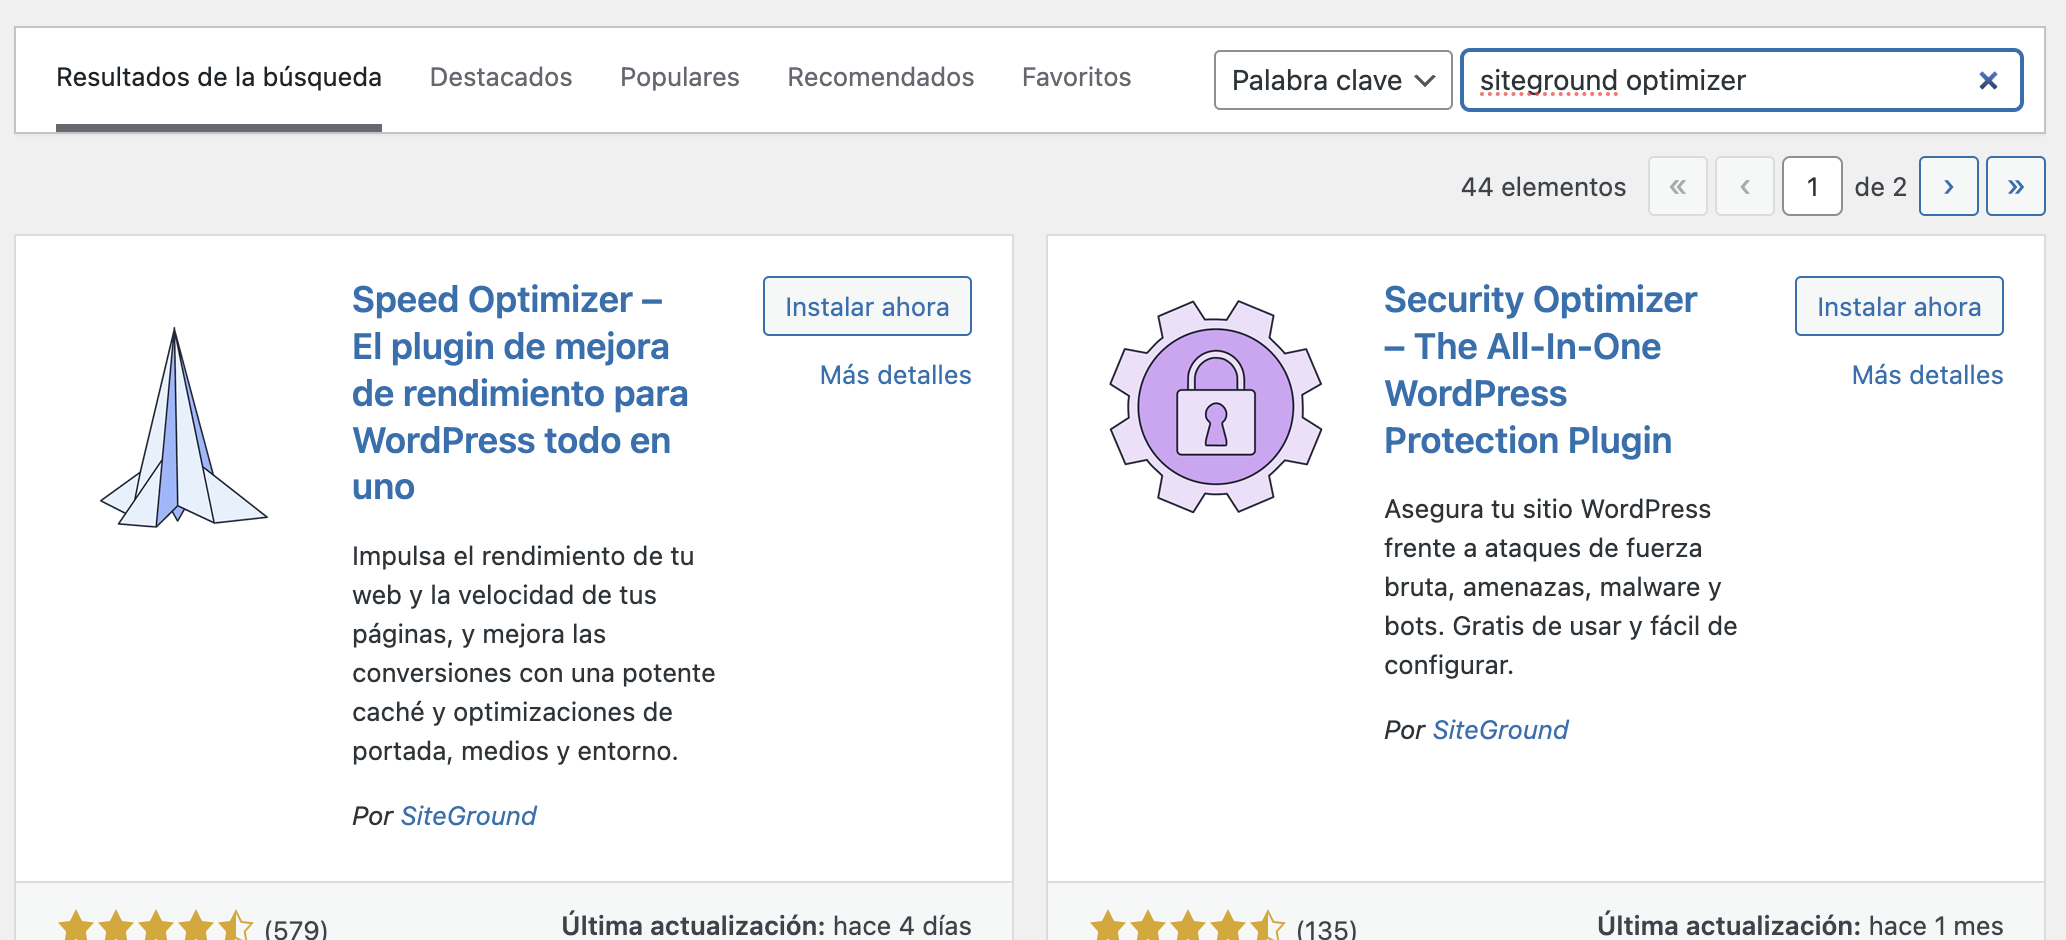 Resultados de la búsqueda Destacados Populares Recomendados Favoritos Palabra clave siteground optimizer
44 elementos « ‹ 1 de 2 › »
Speed Optimizer –
El plugin de mejora
de rendimiento para
WordPress todo en
uno
Instalar ahora
Más detalles
Impulsa el rendimiento de tu
web y la velocidad de tus
páginas, y mejora las
conversiones con una potente
caché y optimizaciones de
portada, medios y entorno.
Por SiteGround
(579) Última actualización: hace 4 días
Security Optimizer
– The All-In-One
WordPress
Protection Plugin
Instalar ahora
Más detalles
Asegura tu sitio WordPress
frente a ataques de fuerza
bruta, amenazas, malware y
bots. Gratis de usar y fácil de
configurar.
Por SiteGround
(135) Última actualización: hace 1 mes